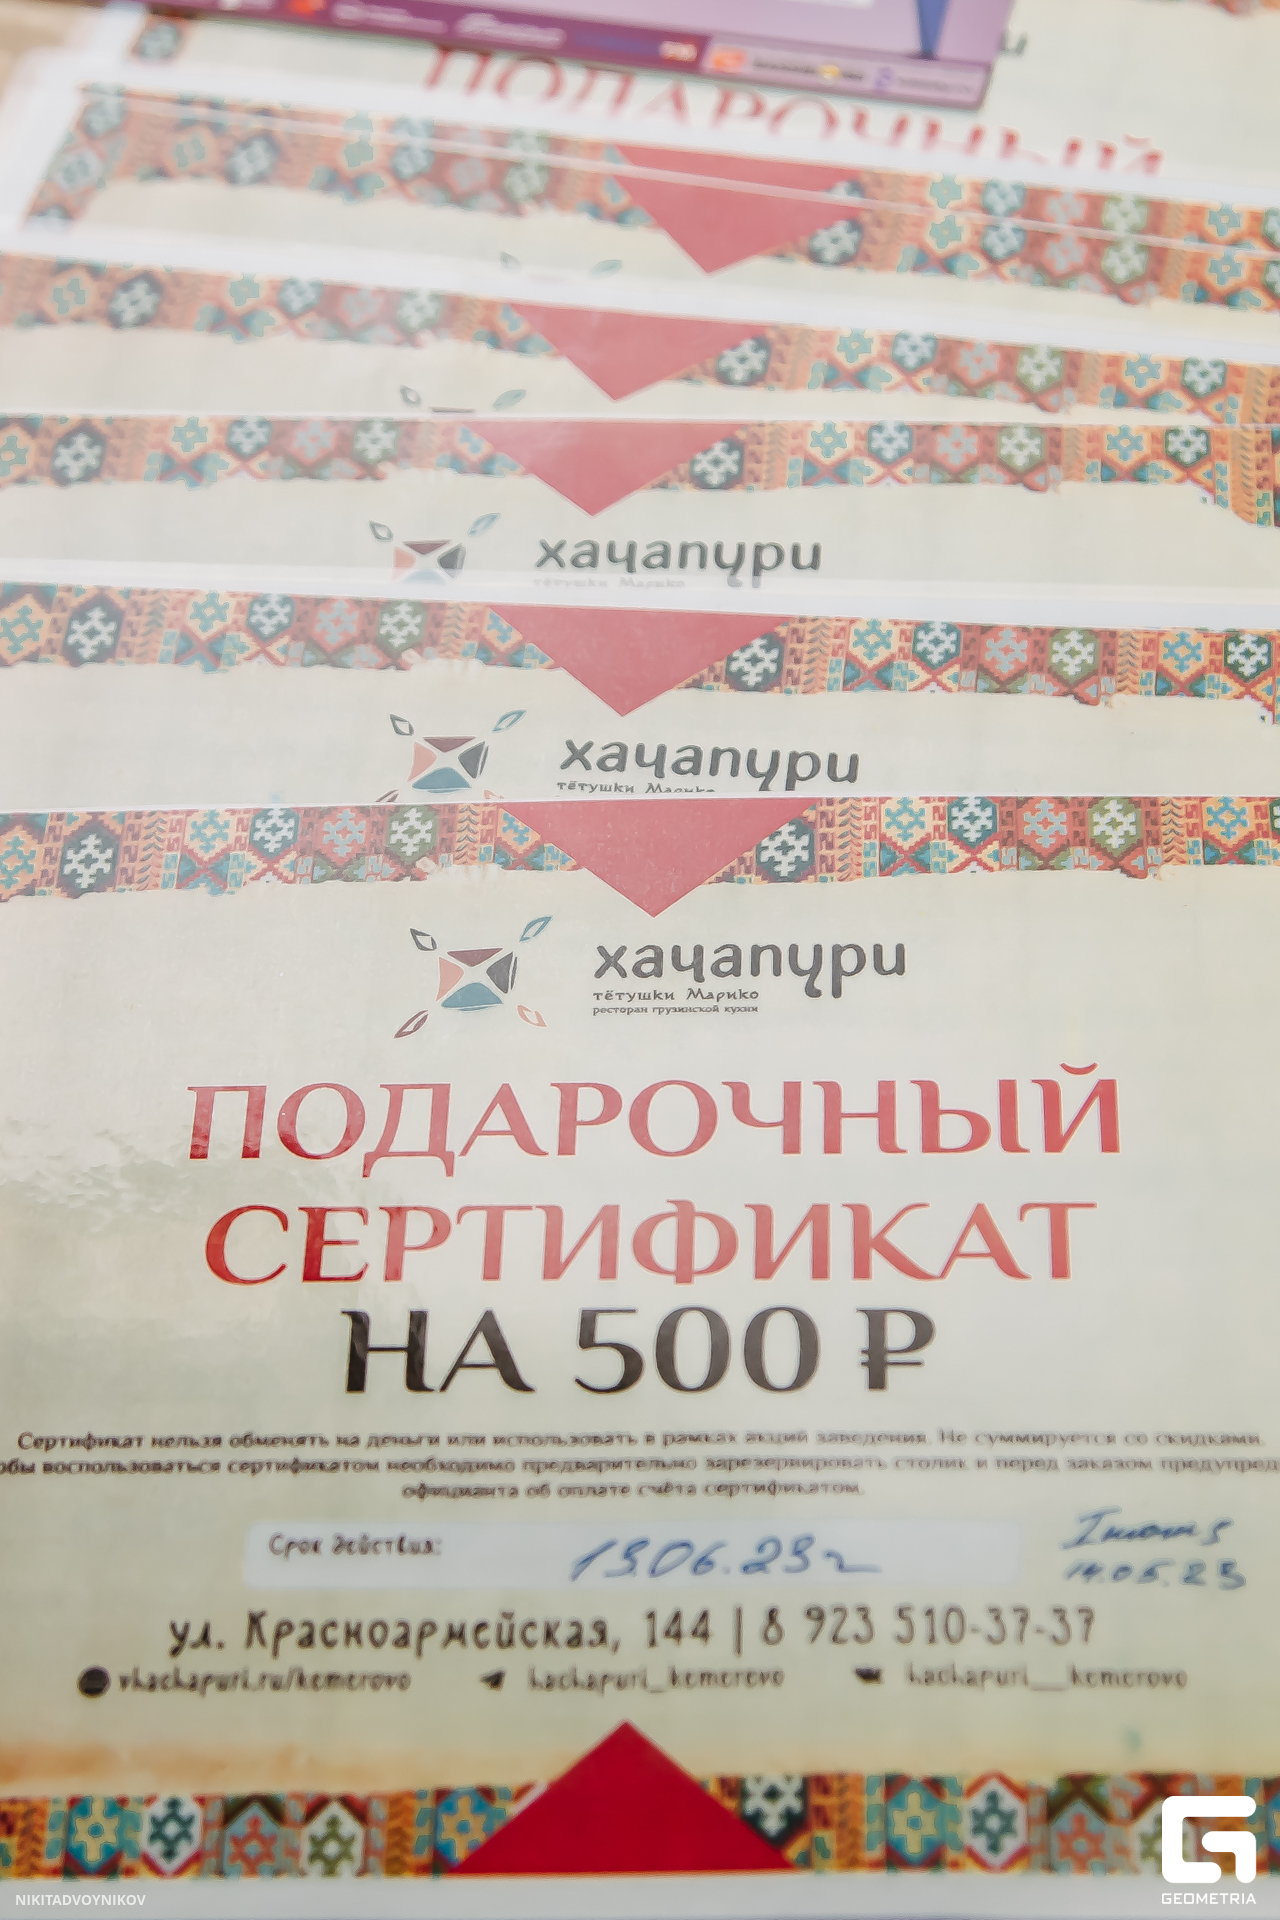 ПОДАРОЧНЫЙ
хачапури
тётушки Марико
хачапури
тётушки Марико
хачапури
тётушки Марико
ресторан грузинской кухни
ПОДАРОЧНЫЙ
СЕРТИФИКАТ
НА 500 ₽
Сертификат нельзя обменять на деньги или использовать в рамках акций заведения. Не суммируется со скидками.
обы воспользоваться сертификатом необходимо предварительно зарезервировать столик и перед заказом предупред
официанта об оплате счёта сертификатом.
Срок действия: 13.06.23г
14.05.23
ул. Красноармейская, 144 | 8 923 510-37-37
vhachapuri.ru/kemerovo hachapuri_kemerovo hachapuri__kemerovo
NIKITADVOYNIKOV
GEOMETRIA